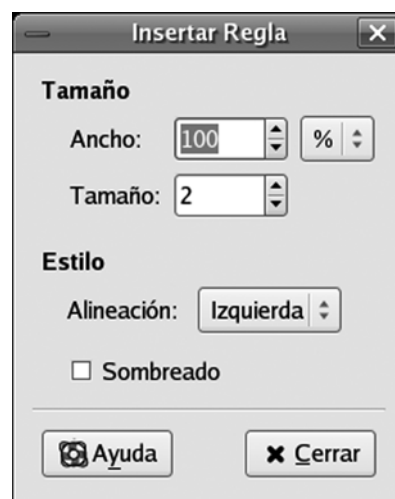 Insertar Regla
Tamaño
Ancho: 100 %
Tamaño: 2
Estilo
Alineación: Izquierda
Sombreado
Ayuda Cerrar